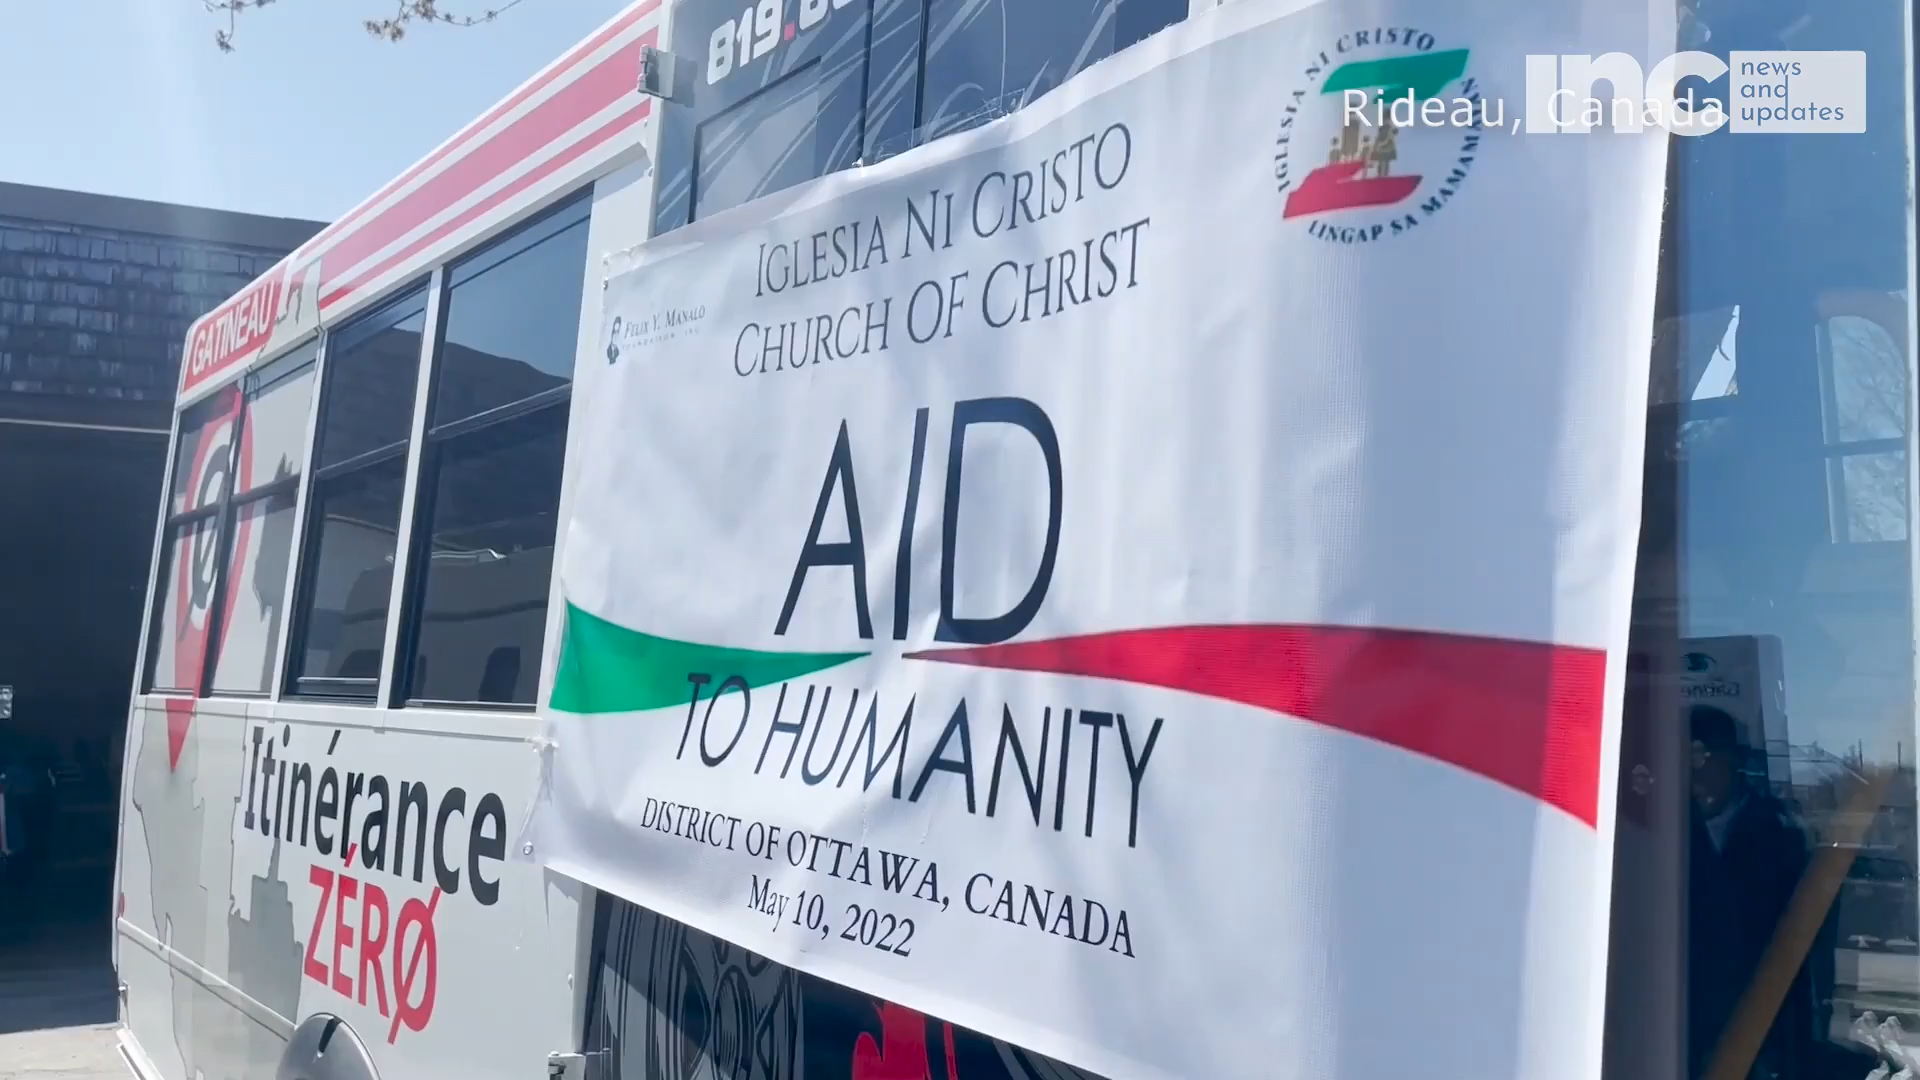 819.
IGLESIA NI CRISTO
LINGAP SA MAMAMAYAN
Rideau, Canada
inc news
and
updates
IGLESIA NI CRISTO
CHURCH OF CHRIST
FELIX Y. MANALO
FOUNDATION INC
AID
TO HUMANITY
DISTRICT OF OTTAWA, CANADA
May 10, 2022
GATINEAU
Itinérance
ZÉRØ